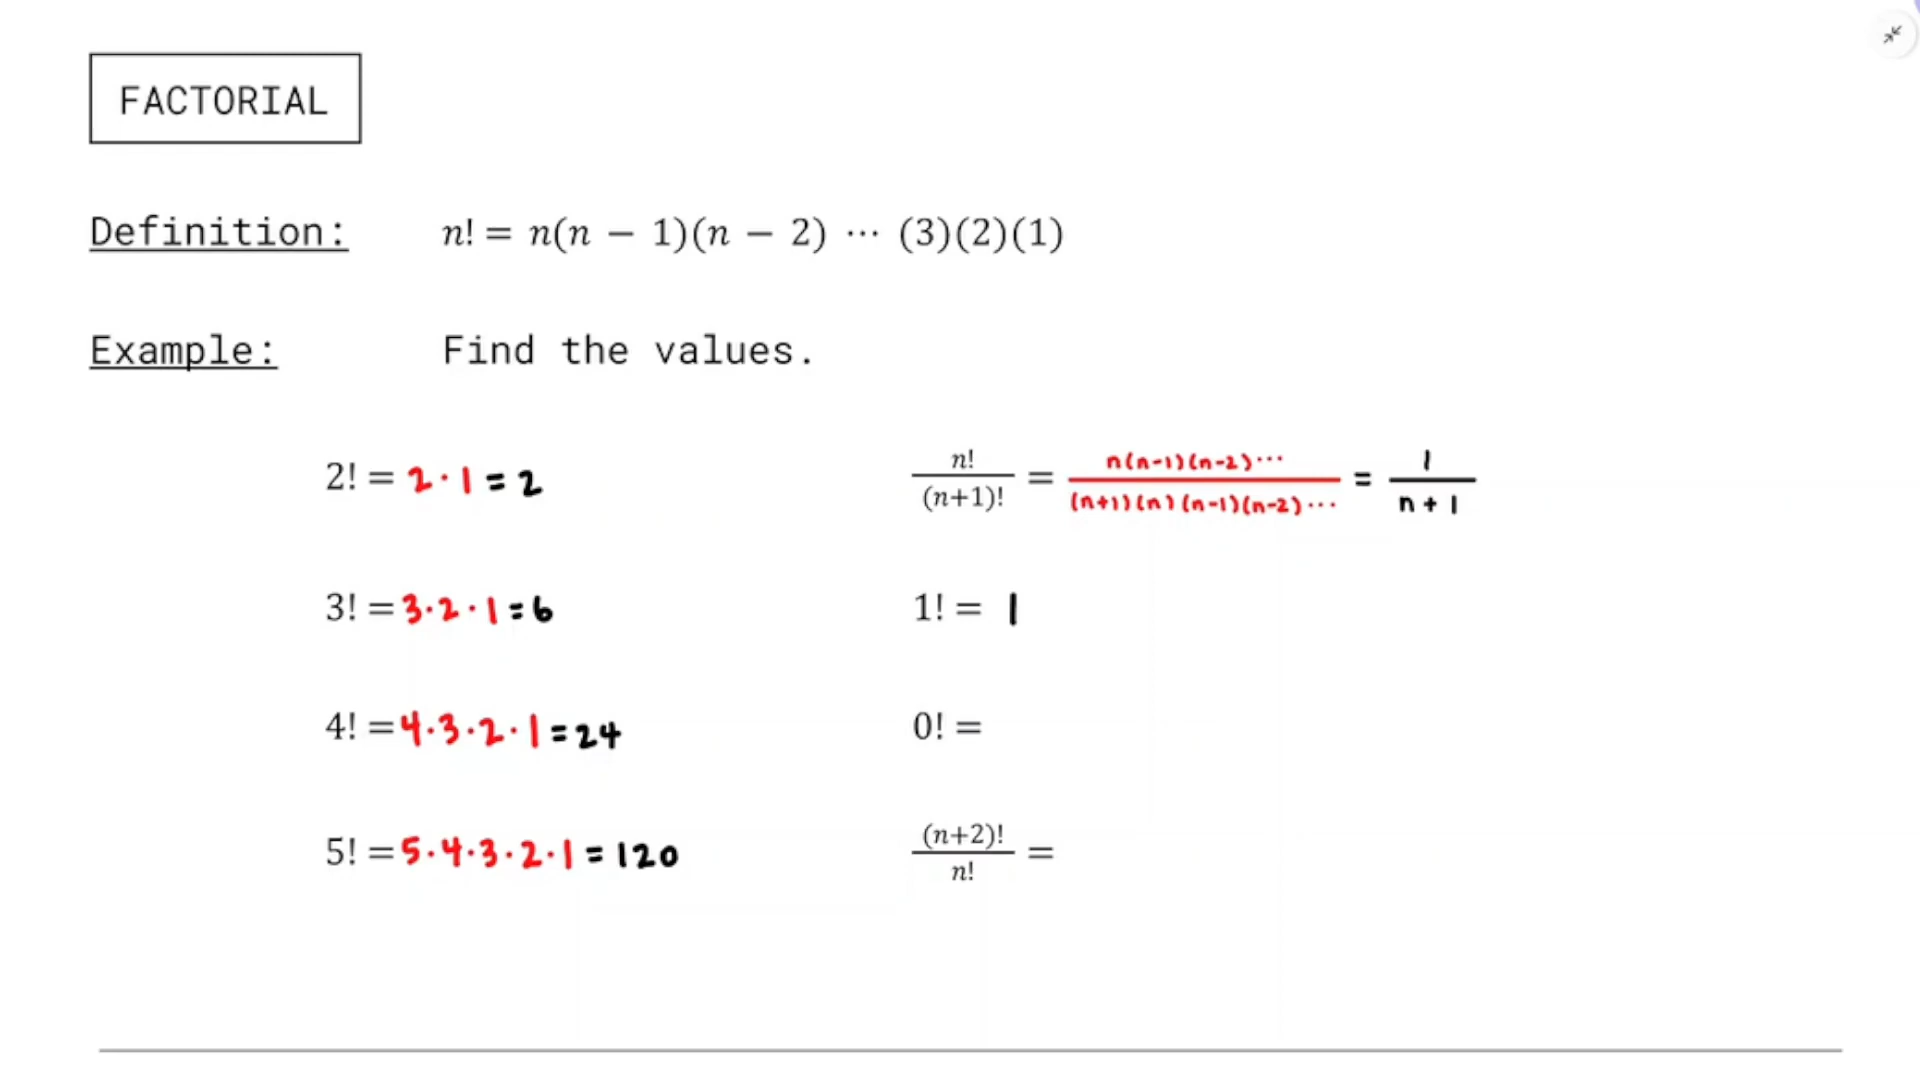 FACTORIAL
Definition: n! = n(n − 1)(n − 2) ⋯ (3)(2)(1)
Example: Find the values.
2! = 2 · 1 = 2
3! = 3 · 2 · 1 = 6
4! = 4 · 3 · 2 · 1 = 24
5! = 5 · 4 · 3 · 2 · 1 = 120
n!/(n+1)! = n(n-1)(n-2)⋯/(n+1)(n)(n-1)(n-2)⋯ = 1/n + 1
1! = 1
0! =
(n+2)!/n! =